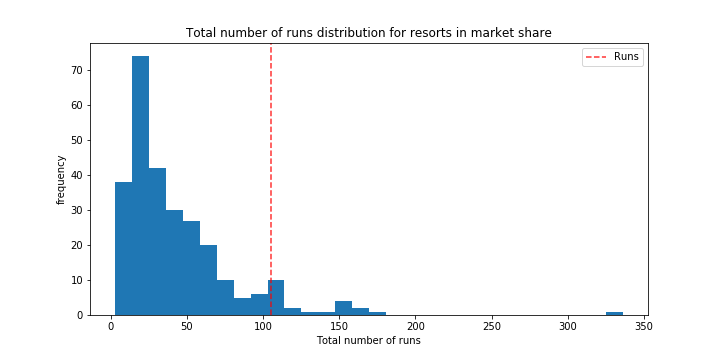 Total number of runs distribution for resorts in market share
Runs
70
60
50
40
30
20
10
0
frequency
0 50 100 150 200 250 300 350
Total number of runs